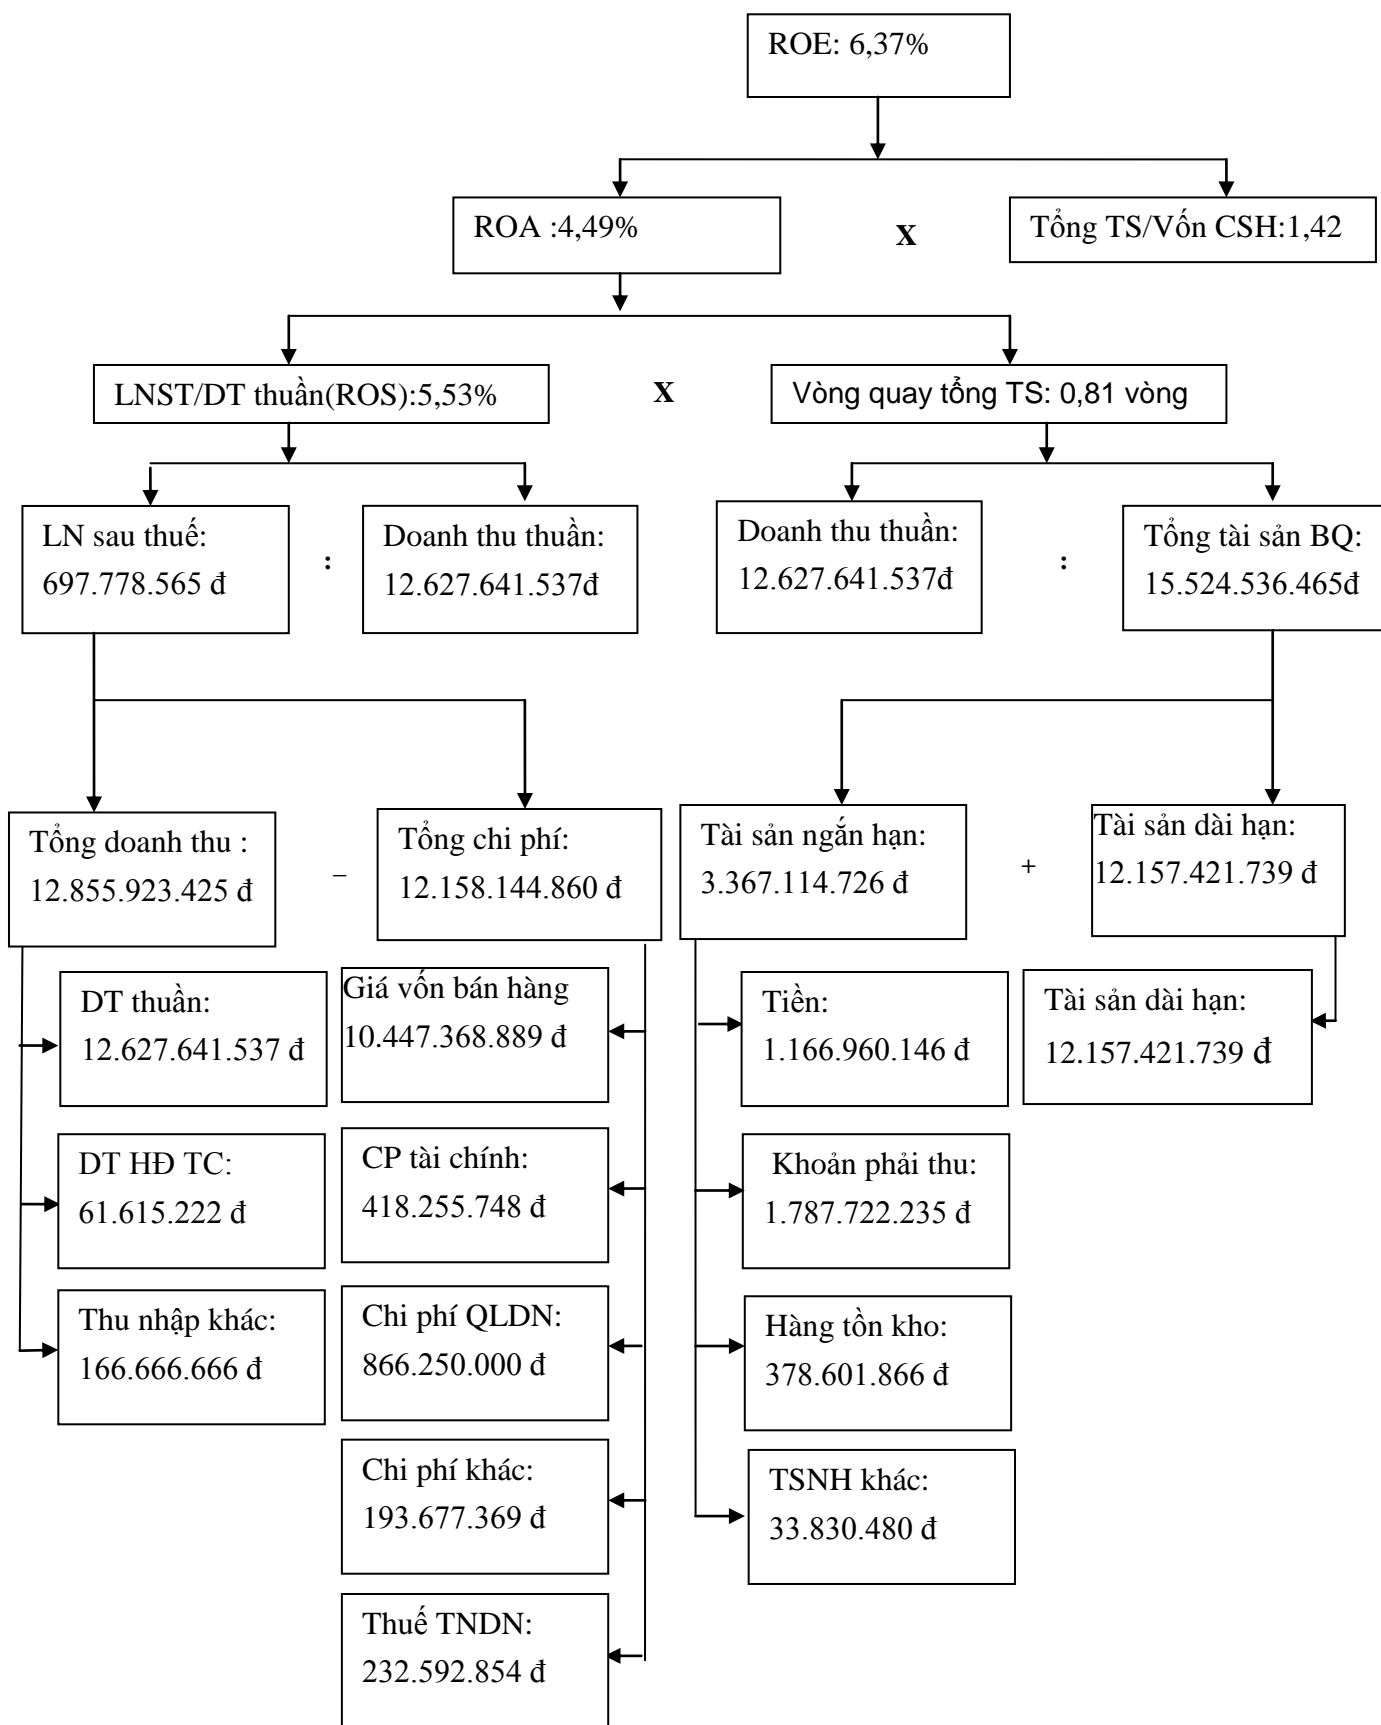 ROE: 6,37%
ROA :4,49%
X
Tổng TS/Vốn CSH:1,42
LNST/DT thuần(ROS):5,53%
X
Vòng quay tổng TS: 0,81 vòng
LN sau thuế:
697.778.565 đ
:
Doanh thu thuần:
12.627.641.537đ
Doanh thu thuần:
12.627.641.537đ
:
Tổng tài sản BQ:
15.524.536.465đ
Tổng doanh thu :
12.855.923.425 đ
–
Tổng chi phí:
12.158.144.860 đ
Tài sản ngắn hạn:
3.367.114.726 đ
+
Tài sản dài hạn:
12.157.421.739 đ
DT thuần:
12.627.641.537 đ
Giá vốn bán hàng
10.447.368.889 đ
Tiền:
1.166.960.146 đ
Tài sản dài hạn:
12.157.421.739 đ
DT HĐ TC:
61.615.222 đ
CP tài chính:
418.255.748 đ
Khoản phải thu:
1.787.722.235 đ
Thu nhập khác:
166.666.666 đ
Chi phí QLDN:
866.250.000 đ
Hàng tồn kho:
378.601.866 đ
Chi phí khác:
193.677.369 đ
TSNH khác:
33.830.480 đ
Thuế TNDN:
232.592.854 đ